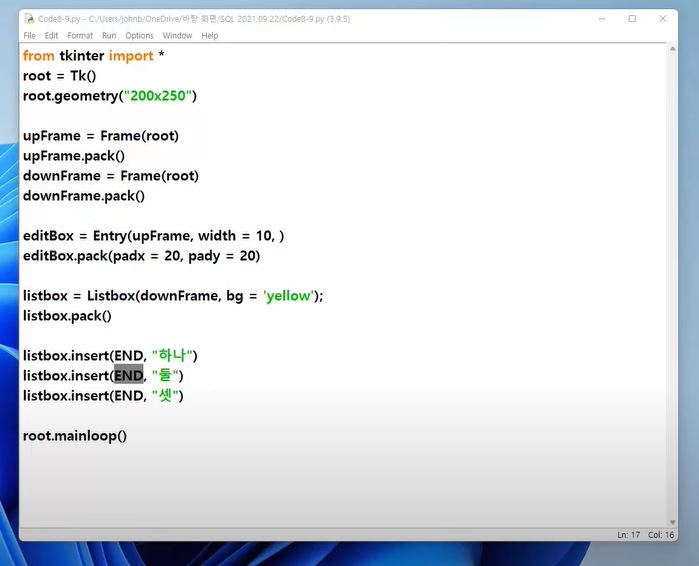 Code8-9.py - C:/Users/johnb/OneDrive/바탕 화면/SQL 2021.09.22/Code8-9.py (3.9.5)
File Edit Format Run Options Window Help
from tkinter import *
root = Tk()
root.geometry("200x250")
upFrame = Frame(root)
upFrame.pack()
downFrame = Frame(root)
downFrame.pack()
editBox = Entry(upFrame, width = 10, )
editBox.pack(padx = 20, pady = 20)
listbox = Listbox(downFrame, bg = 'yellow');
listbox.pack()
listbox.insert(END, "하나")
listbox.insert(END, "둘")
listbox.insert(END, "셋")
root.mainloop()
Ln: 17 Col: 16